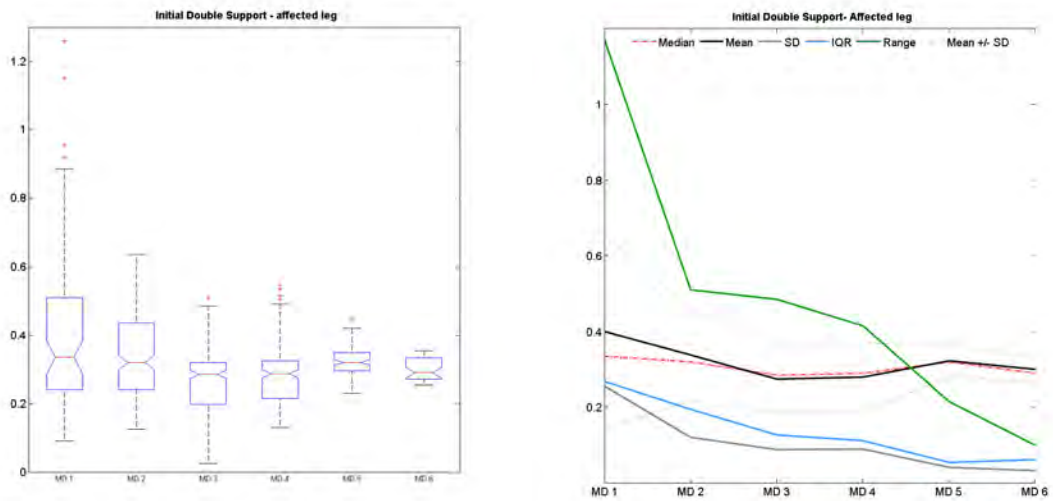 Initial Double Support - affected leg
1.2
1
0.8
0.6
0.4
0.2
0
MD.1 MD.2 MD.3 MD.4 MD.5 MD.6
Initial Double Support- Affected leg
Median Mean SD IQR Range Mean +/- SD
1
0.8
0.6
0.4
0.2
MD 1 MD 2 MD 3 MD 4 MD 5 MD 6